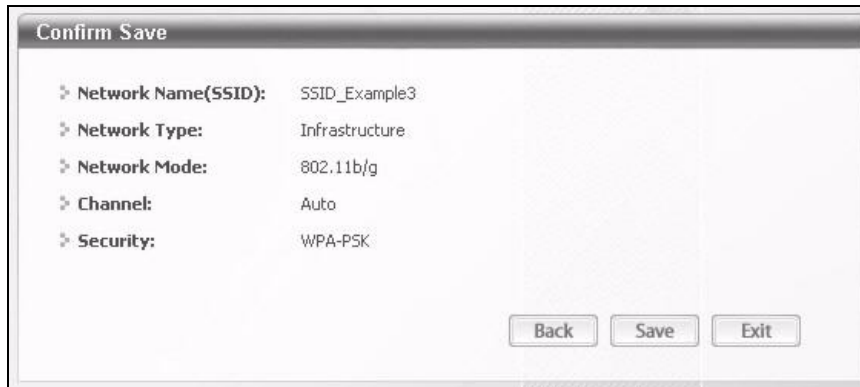 Confirm Save
Network Name(SSID): SSID_Example3
Network Type: Infrastructure
Network Mode: 802.11b/g
Channel: Auto
Security: WPA-PSK
Back Save Exit